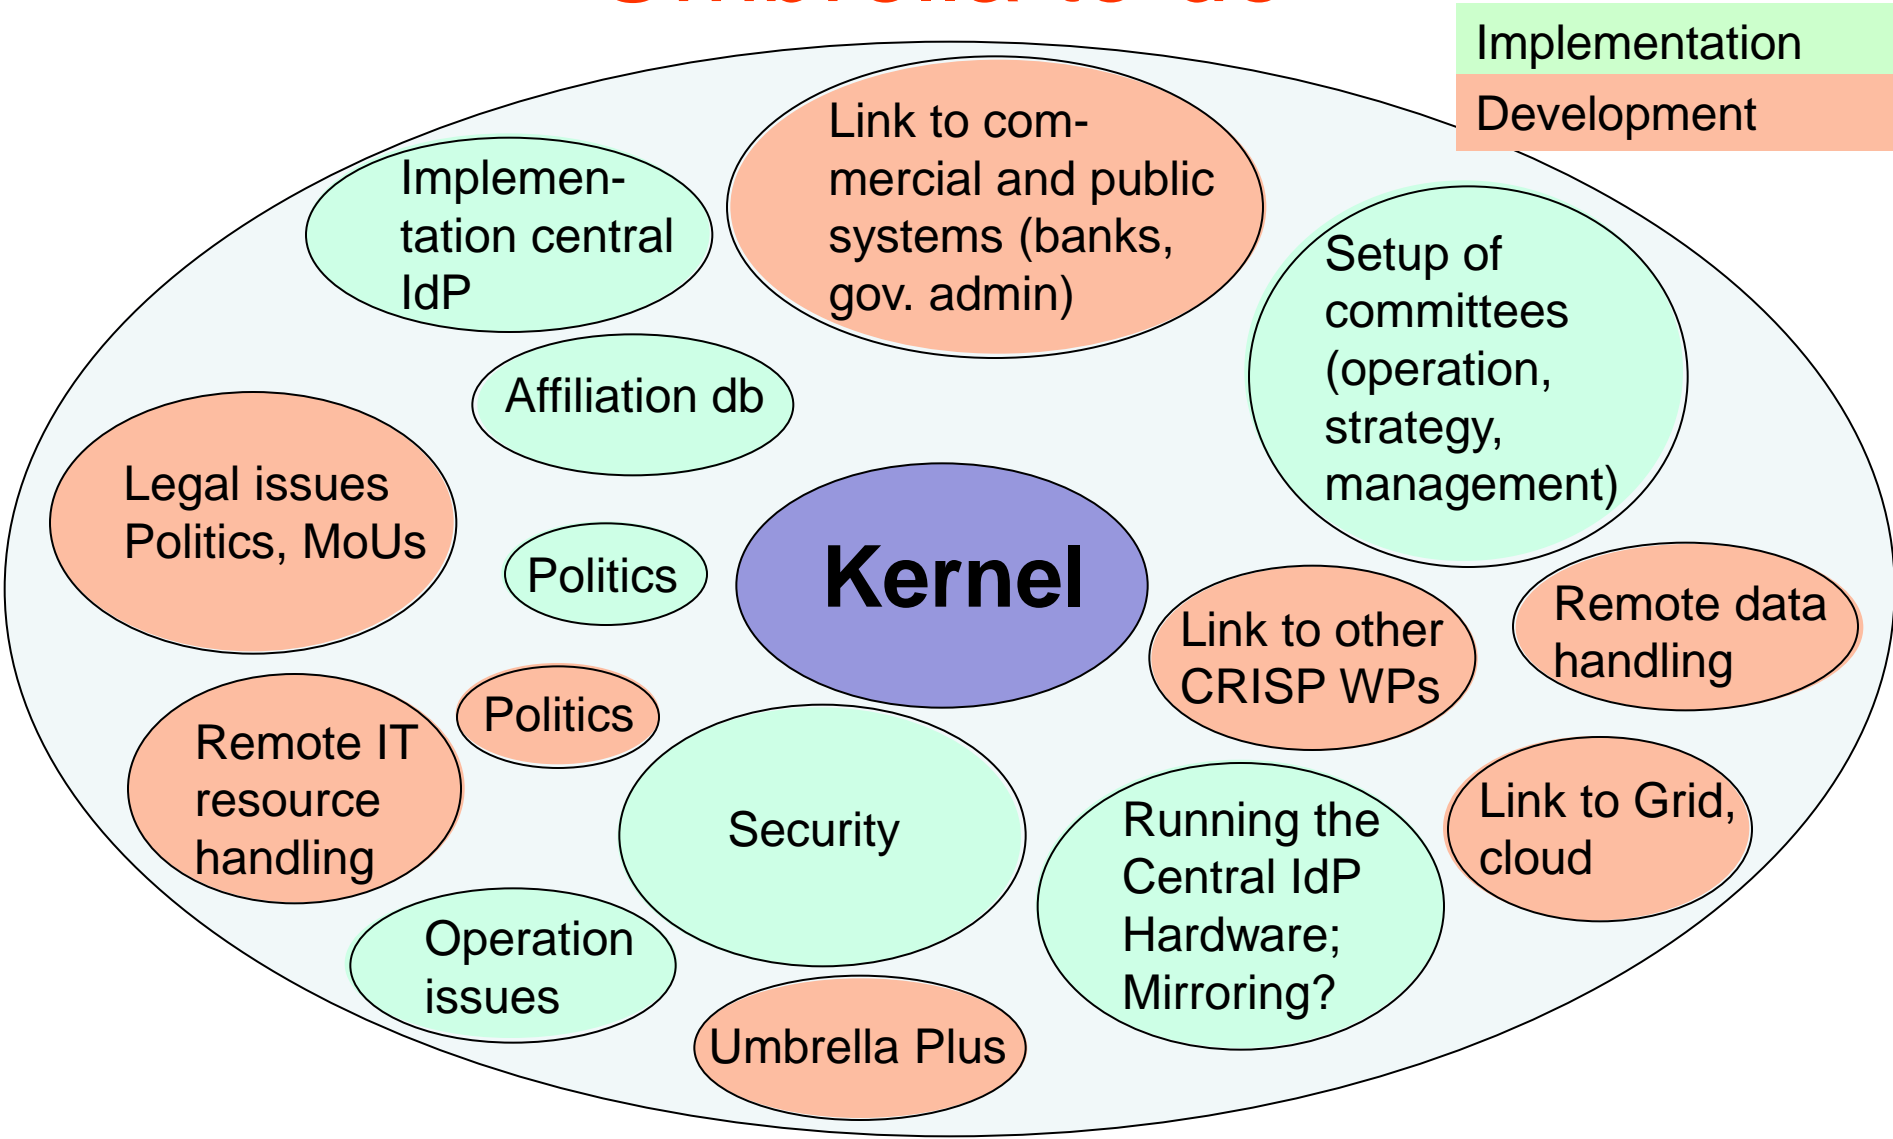 Umbrella to do
Implementation
Development
Link to com-
mercial and public
systems (banks,
gov. admin)
Implemen-
tation central
IdP
Setup of
committees
(operation,
strategy,
management)
Affiliation db
Legal issues
Politics, MoUs
Politics
Kernel
Link to other
CRISP WPs
Remote data
handling
Politics
Remote IT
resource
handling
Security
Running the
Central IdP
Hardware;
Mirroring?
Link to Grid,
cloud
Operation
issues
Umbrella Plus